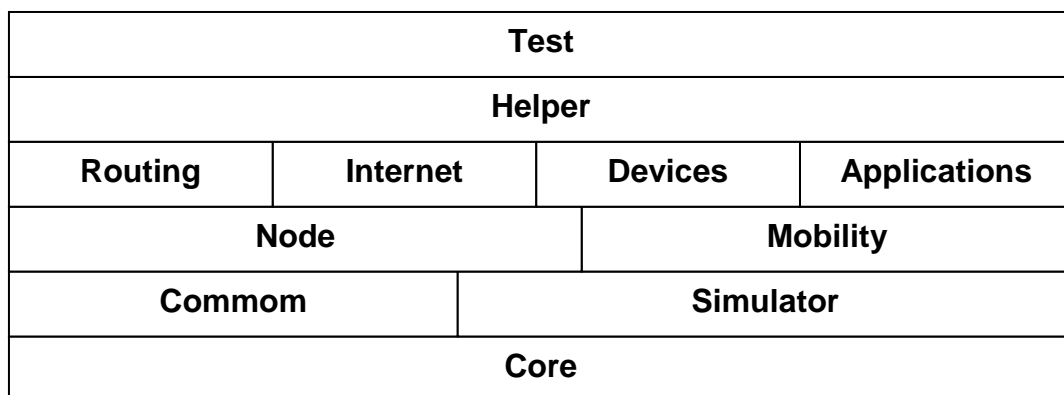 Test
Helper
Routing Internet Devices Applications
Node Mobility
Commom Simulator
Core